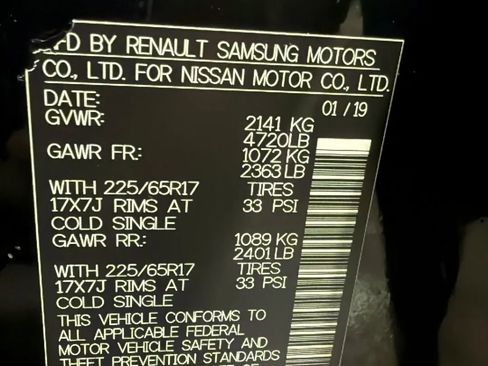 MFD BY RENAULT SAMSUNG MOTORS
CO., LTD. FOR NISSAN MOTOR CO., LTD.
DATE: 01/19
GVWR: 2141 KG
4720LB
GAWR FR.: 1072 KG
2363 LB
WITH 225/65R17 TIRES
17X7J RIMS AT 33 PSI
COLD SINGLE
GAWR RR.: 1089 KG
2401 LB
WITH 225/65R17 TIRES
17X7J RIMS AT 33 PSI
COLD SINGLE
THIS VEHICLE CONFORMS TO
ALL APPLICABLE FEDERAL
MOTOR VEHICLE SAFETY AND
THEFT PREVENTION STANDARDS